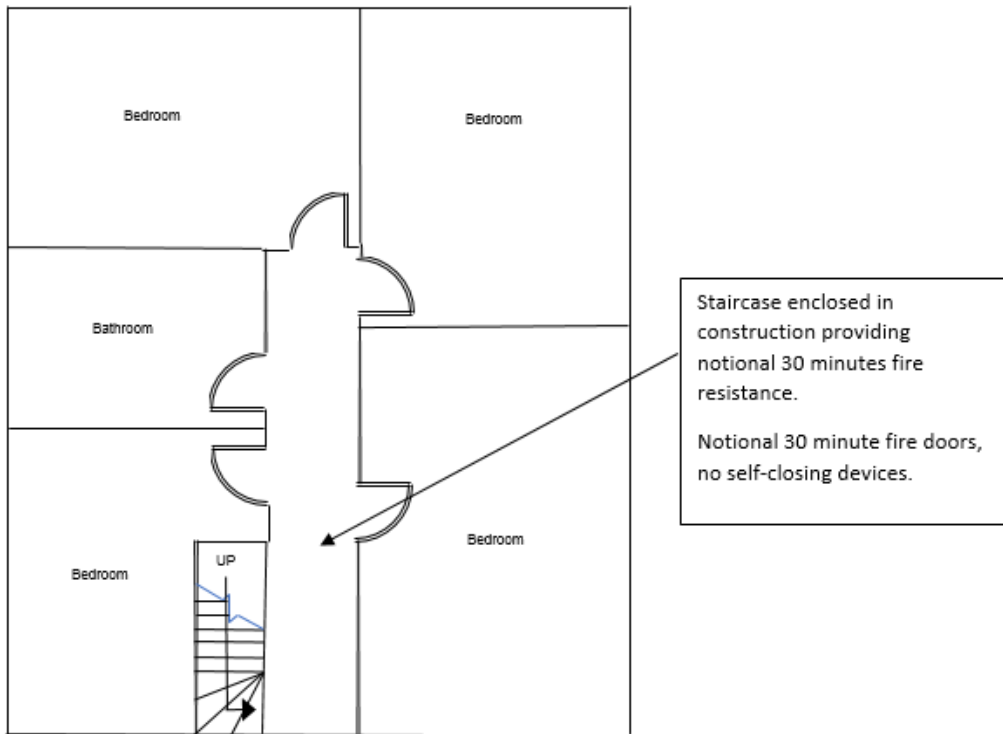 Bedroom
Bedroom
Bathroom
Staircase enclosed in
construction providing
notional 30 minutes fire
resistance.
Notional 30 minute fire doors,
no self-closing devices.
Bedroom
UP
Bedroom